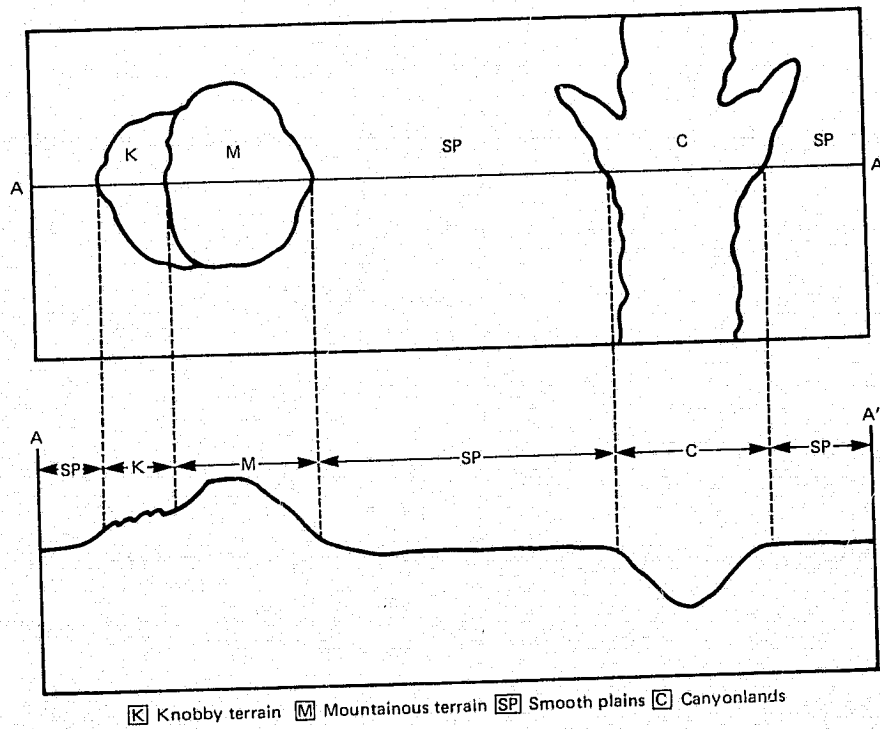 K M SP C SP
A A
A A'
SP K M SP C SP
K Knobby terrain M Mountainous terrain SP Smooth plains C Canyonlands